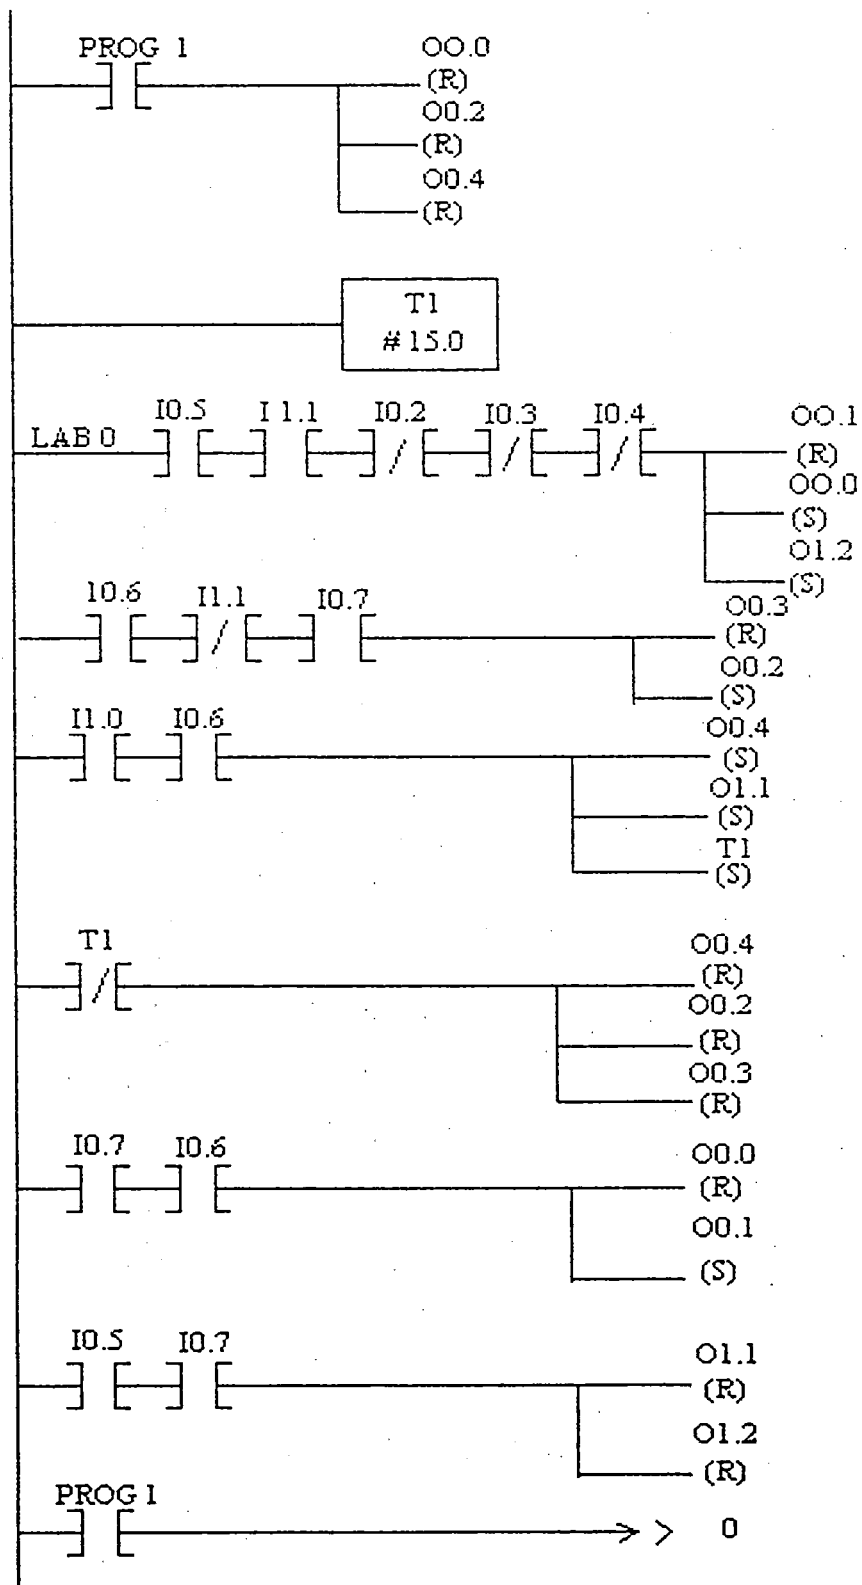 PROG 1
OO.0
(R)
O0.2
(R)
O0.4
(R)
T1
# 15.0
LAB 0
I0.5 I 1.1 I0.2 I0.3 I0.4
OO.1
(R)
OO.0
(S)
O1.2
(S)
I0.6 I1.1 I0.7
O0.3
(R)
O0.2
(S)
I1.0 I0.6
O0.4
(S)
O1.1
(S)
T1
(S)
T1
O0.4
(R)
O0.2
(R)
O0.3
(R)
I0.7 I0.6
O0.0
(R)
O0.1
(S)
I0.5 I0.7
O1.1
(R)
O1.2
(R)
PROG 1
> 0